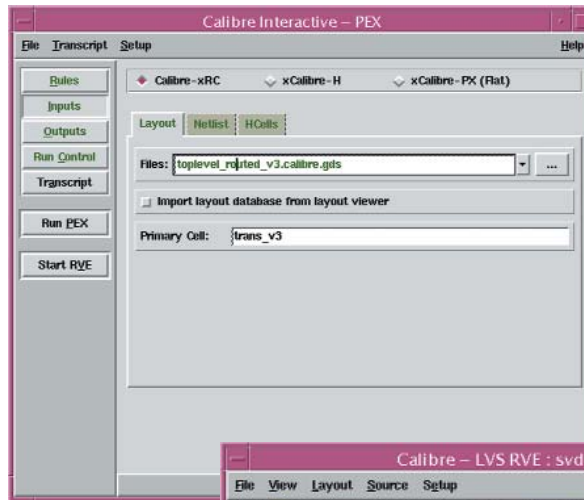 Calibre Interactive – PEX
File Transcript Setup Help
Rules
Inputs
Outputs
Run Control
Transcript
Run PEX
Start RVE
Calibre-xRC xCalibre-H xCalibre-PX (Flat)
Layout Netlist HCells
Files: toplevel_routed_v3.calibre.gds ...
Import layout database from layout viewer
Primary Cell: trans_v3
Calibre – LVS RVE : svd
File View Layout Source Setup